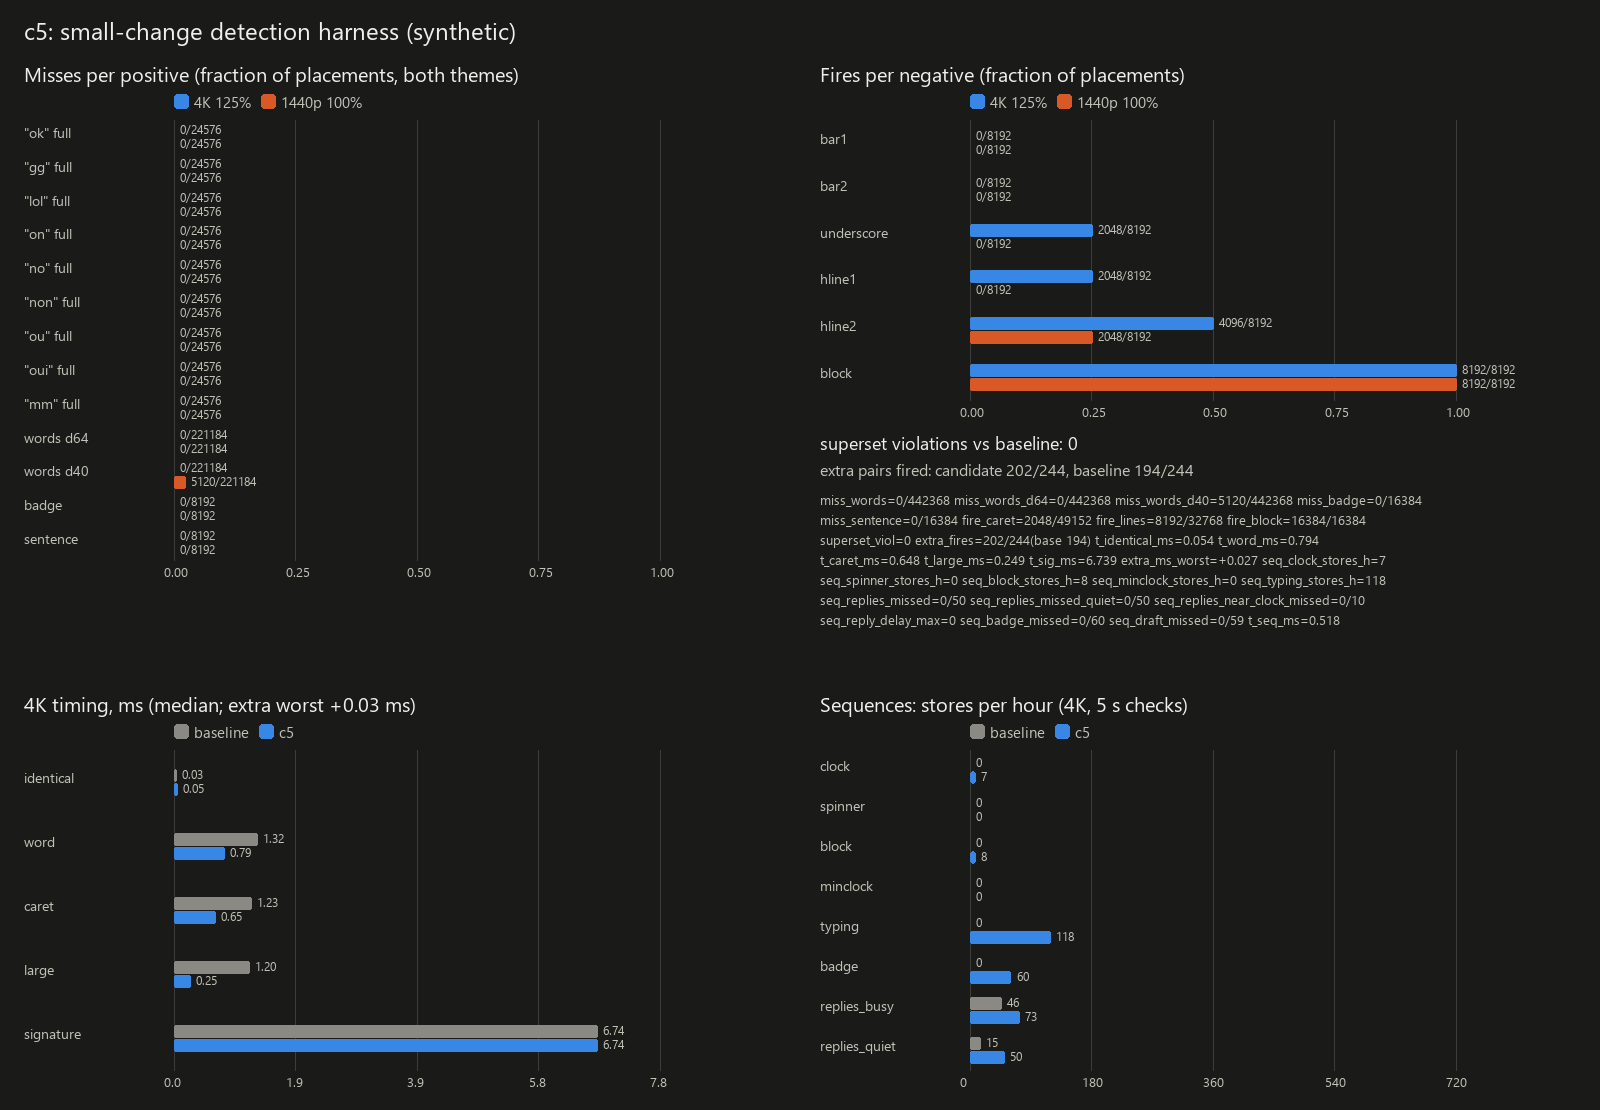 c5: small-change detection harness (synthetic)
Misses per positive (fraction of placements, both themes)
4K 125% 1440p 100%
"ok" full
0/24576
0/24576
"gg" full
0/24576
0/24576
"lol" full
0/24576
0/24576
"on" full
0/24576
0/24576
"no" full
0/24576
0/24576
"non" full
0/24576
0/24576
"ou" full
0/24576
0/24576
"oui" full
0/24576
0/24576
"mm" full
0/24576
0/24576
words d64
0/221184
0/221184
words d40
0/221184
5120/221184
badge
0/8192
0/8192
sentence
0/8192
0/8192
0.00 0.25 0.50 0.75 1.00
Fires per negative (fraction of placements)
4K 125% 1440p 100%
bar1
0/8192
0/8192
bar2
0/8192
0/8192
underscore
2048/8192
0/8192
hline1
2048/8192
0/8192
hline2
4096/8192
2048/8192
block
8192/8192
8192/8192
0.00 0.25 0.50 0.75 1.00
superset violations vs baseline: 0
extra pairs fired: candidate 202/244, baseline 194/244
miss_words=0/442368 miss_words_d64=0/442368 miss_words_d40=5120/442368 miss_badge=0/16384
miss_sentence=0/16384 fire_caret=2048/49152 fire_lines=8192/32768 fire_block=16384/16384
superset_viol=0 extra_fires=202/244(base 194) t_identical_ms=0.054 t_word_ms=0.794
t_caret_ms=0.648 t_large_ms=0.249 t_sig_ms=6.739 extra_ms_worst=+0.027 seq_clock_stores_h=7
seq_spinner_stores_h=0 seq_block_stores_h=8 seq_minclock_stores_h=0 seq_typing_stores_h=118
seq_replies_missed=0/50 seq_replies_missed_quiet=0/50 seq_replies_near_clock_missed=0/10
seq_reply_delay_max=0 seq_badge_missed=0/60 seq_draft_missed=0/59 t_seq_ms=0.518
4K timing, ms (median; extra worst +0.03 ms)
baseline c5
identical
0.03
0.05
word
1.32
0.79
caret
1.23
0.65
large
1.20
0.25
signature
6.74
6.74
0.0 1.9 3.9 5.8 7.8
Sequences: stores per hour (4K, 5 s checks)
baseline c5
clock
0
7
spinner
0
0
block
0
8
minclock
0
0
typing
0
118
badge
0
60
replies_busy
46
73
replies_quiet
15
50
0 180 360 540 720